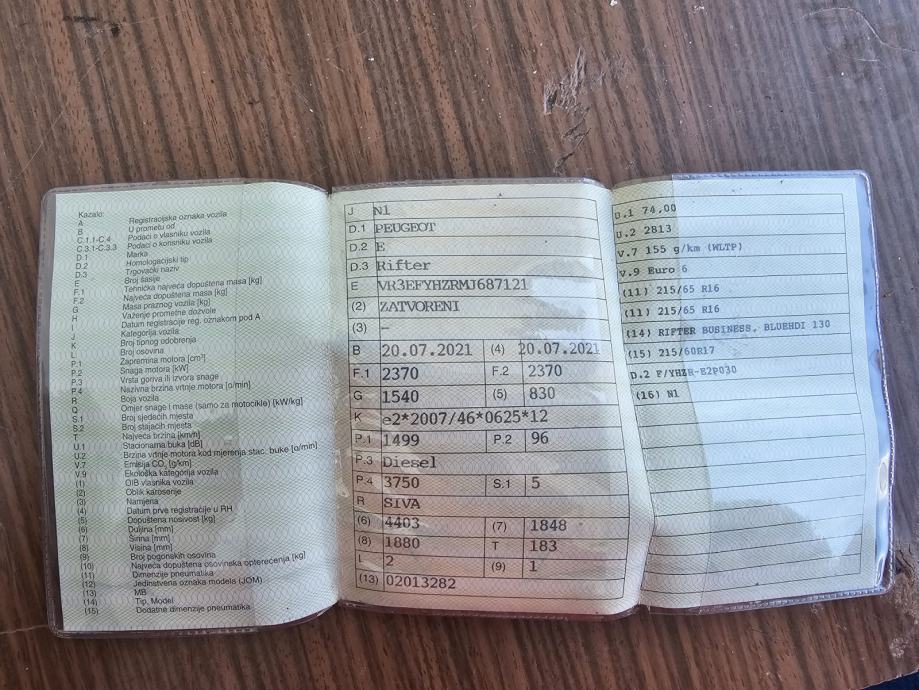 Kazalo:
A Registracijska oznaka vozila
B U prometu od
C.1.1-C.4 Podaci o vlasniku vozila
C.3.1-C.3.3 Podaci o korisniku vozila
D.1 Marka
D.2 Homologacijski tip
D.3 Trgovački naziv
E Broj šasije
F.1 Tehnička najveća dopuštena masa [kg]
F.2 Najveća dopuštena masa [kg]
G Masa praznog vozila [kg]
H Važenje prometne dozvole
I Datum registracije reg. oznakom pod A
J Kategorija vozila
K Broj tipnog odobrenja
L Broj osovina
P.1 Zapremina motora [cm³]
P.2 Snaga motora [kW]
P.3 Vrsta goriva ili izvora snage
P.4 Nazivna brzina vrtnje motora [o/min]
R Boja vozila
Q Omjer snage i mase (samo za motocikle) [kW/kg]
S.1 Broj sjedećih mjesta
S.2 Broj stajaćih mjesta
T Najveća brzina [km/h]
U.1 Stacionarna buka [dB]
U.2 Brzina vrtnje motora kod mjerenja stac. buke [o/min]
V.7 Emisija CO₂ [g/km]
V.9 Ekološka kategorija vozila
(1) OIB vlasnika vozila
(2) Oblik karoserije
(3) Namjena
(4) Datum prve registracije u RH
(5) Dopuštena nosivost [kg]
(6) Duljina [mm]
(7) Širina [mm]
(8) Visina [mm]
(9) Broj pogonskih osovina
(10) Najveća dopuštena osovinska opterećenja [kg]
(11) Dimenzije pneumatika
(12) Jedinstvena oznaka modela (JOM)
(13) MB
(14) Tip, Model
(15) Dodatne dimenzije pneumatika
J N1
D.1 PEUGEOT
D.2 E
D.3 Rifter
E VR3EFYHZRMJ687121
(2) ZATVORENI
(3) –
B 20.07.2021 (4) 20.07.2021
F.1 2370 F.2 2370
G 1540 (5) 830
K e2*2007/46*0625*12
P.1 1499 P.2 96
P.3 Diesel
P.4 3750 S.1 5
R SIVA
(6) 4403 (7) 1848
(8) 1880 T 183
L 2 (9) 1
(13) 02013282
U.1 74,00
U.2 2813
V.7 155 g/km (WLTP)
V.9 Euro 6
(11) 215/65 R16
(11) 215/65 R16
(14) RIFTER BUSINESS, BLUEHDI 130
(15) 215/60R17
D.2 F/YHZR-E2P030
(16) N1